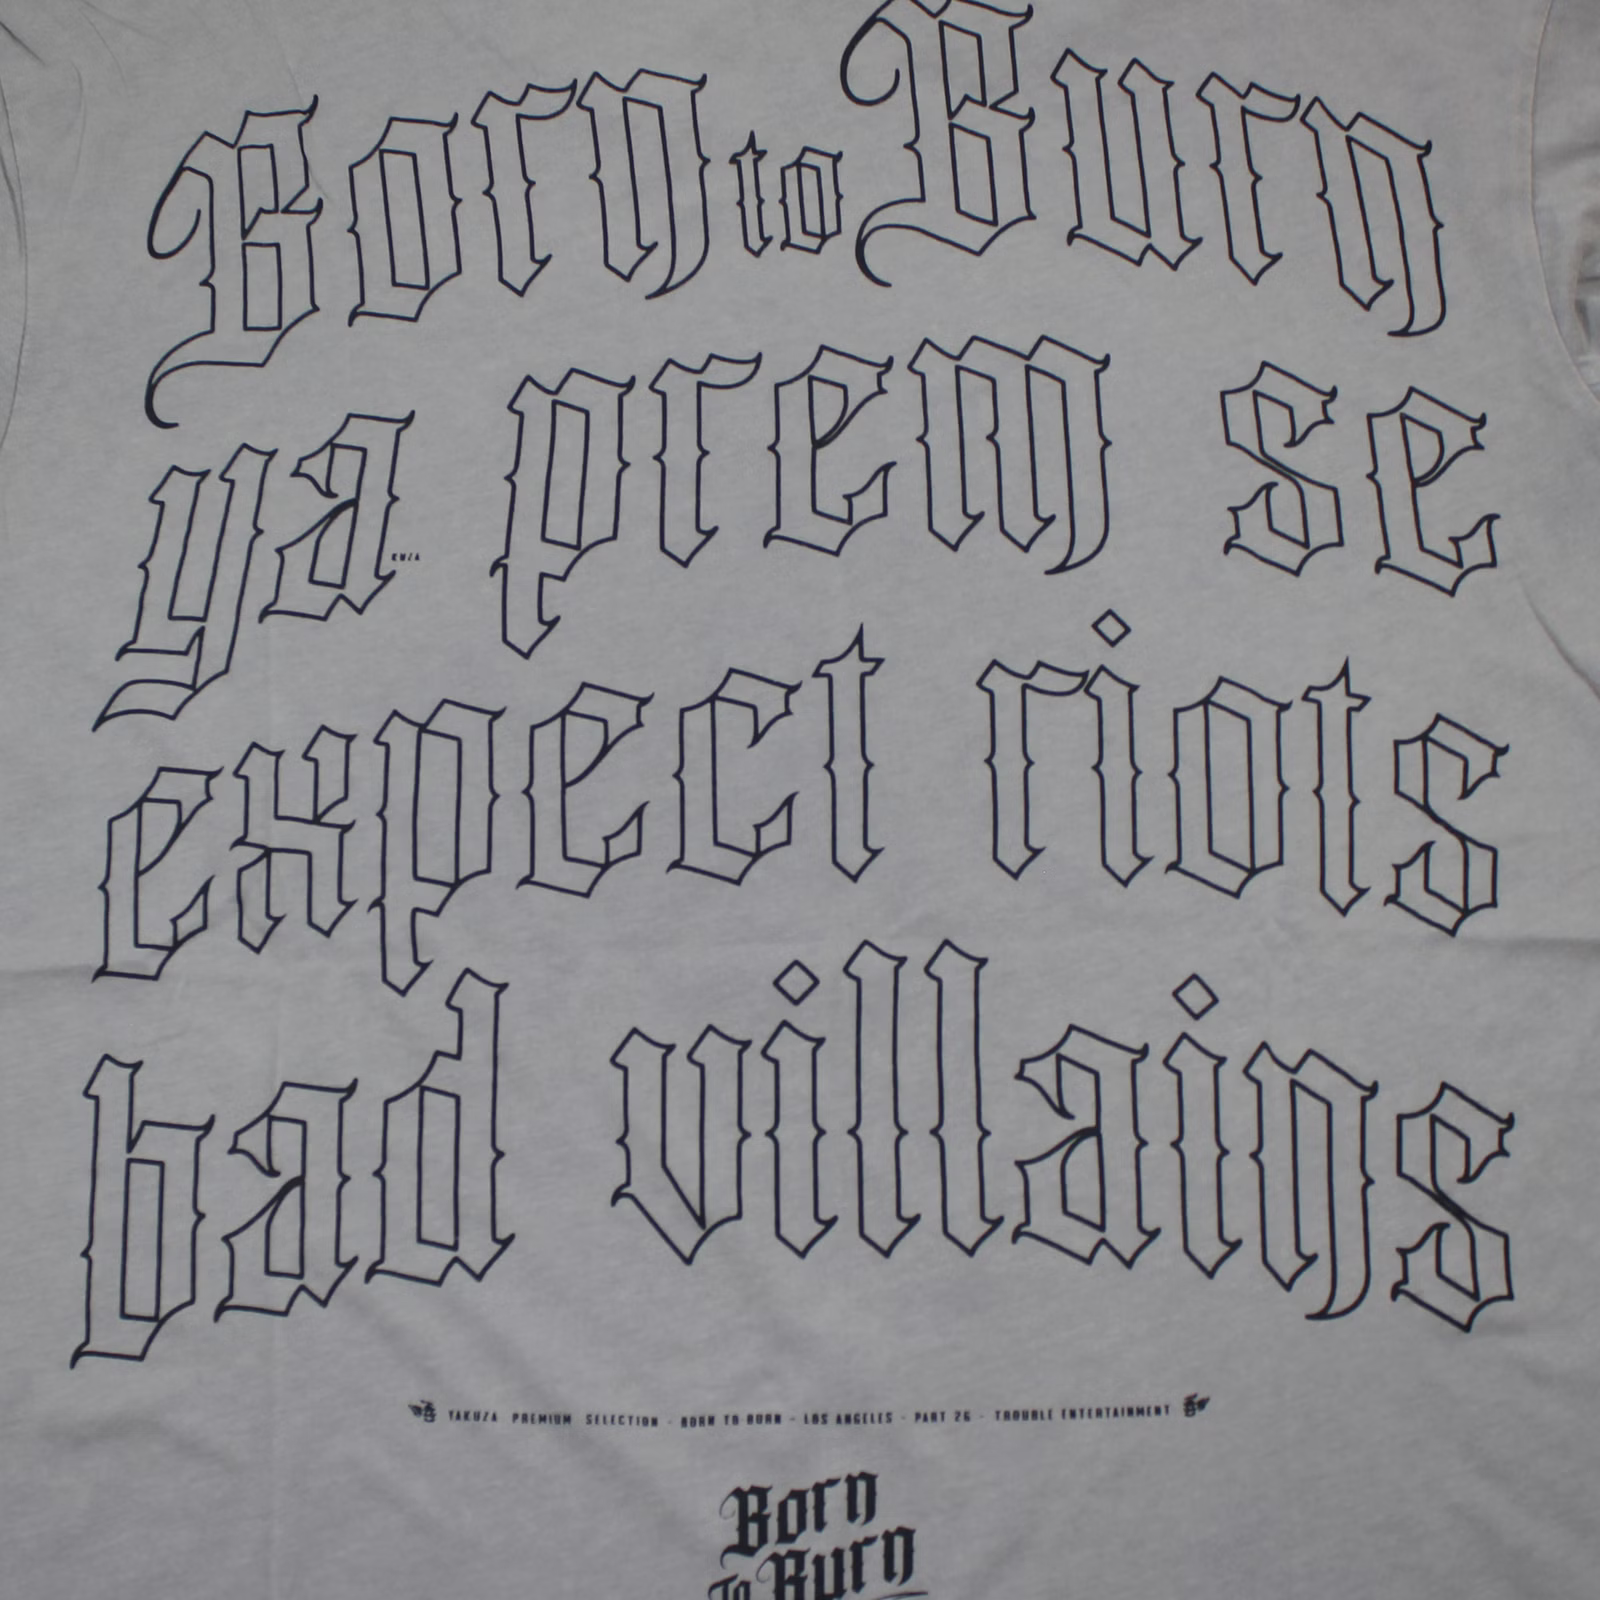 Born to Burn
ya prem se
KUZA
expect riots
bad villains
YAKUZA PREMIUM SELECTION - BORN TO BURN - LOS ANGELES - PART 26 - TROUBLE ENTERTAINMENT
Born
To Burn